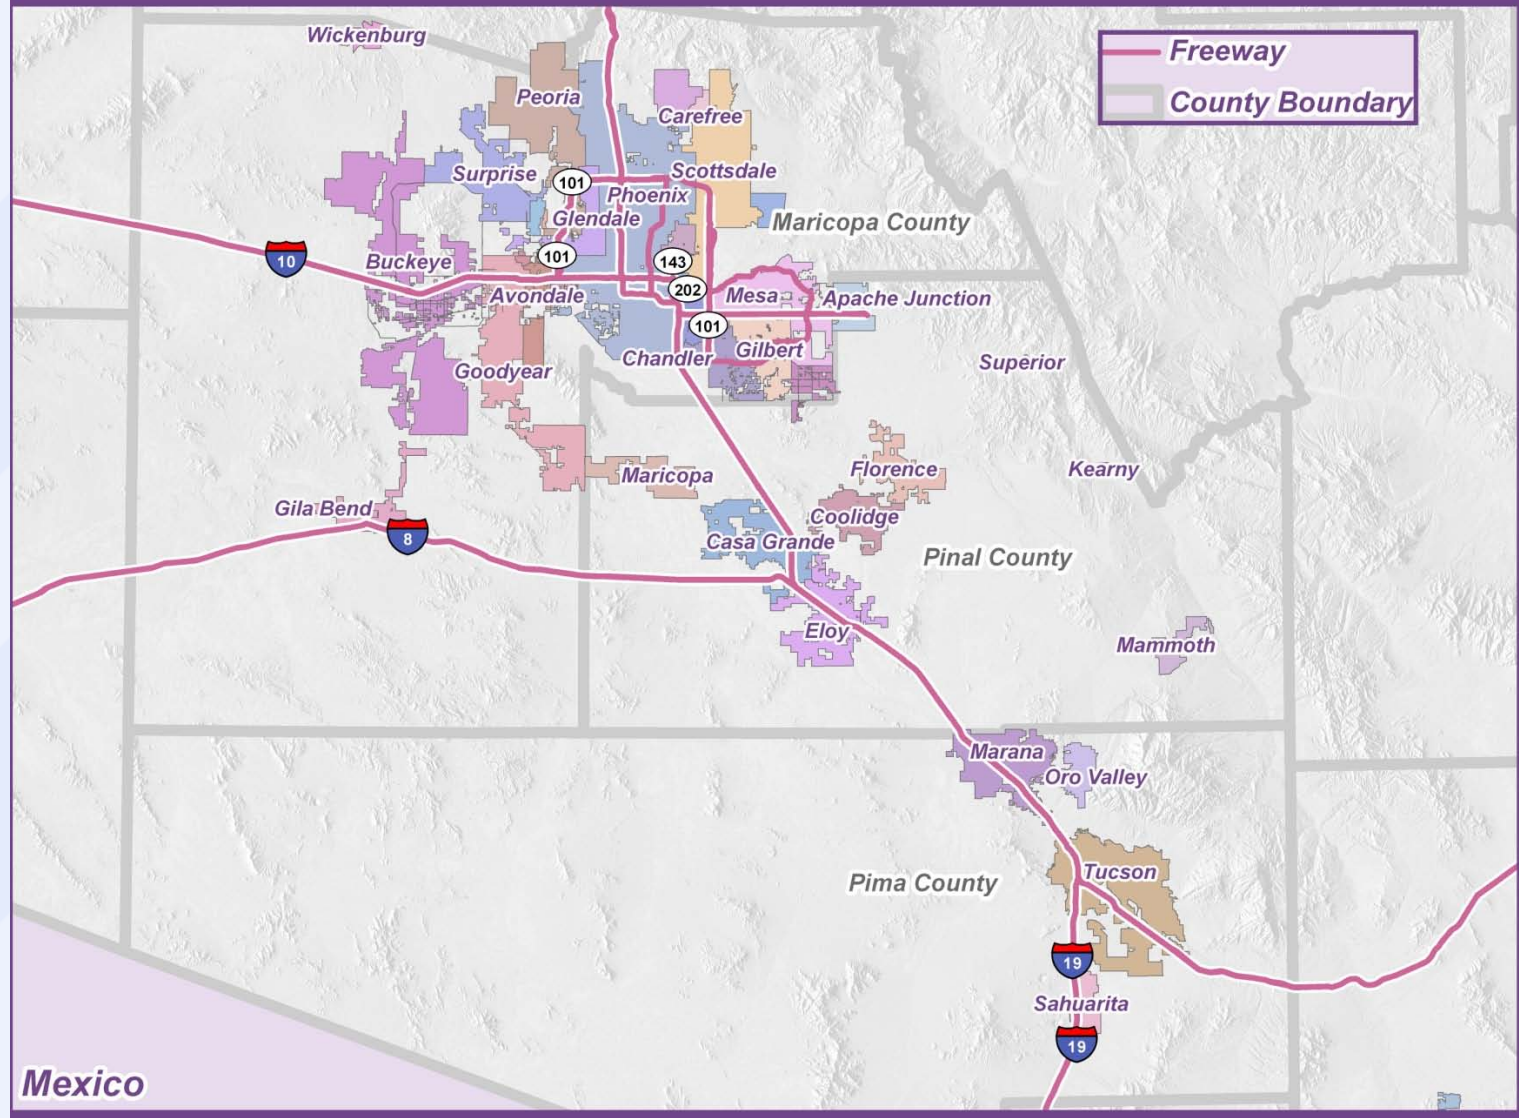 Wickenburg
Freeway
County Boundary
Peoria
Carefree
Surprise
101
Scottsdale
Phoenix
Glendale
Maricopa County
10
Buckeye
101
143
202
Avondale
Mesa
Apache Junction
101
Chandler
Gilbert
Goodyear
Superior
Maricopa
Florence
Kearny
Gila Bend
Coolidge
8
Casa Grande
Pinal County
Eloy
Mammoth
Marana
Oro Valley
Tucson
Pima County
19
Sahuarita
19
Mexico